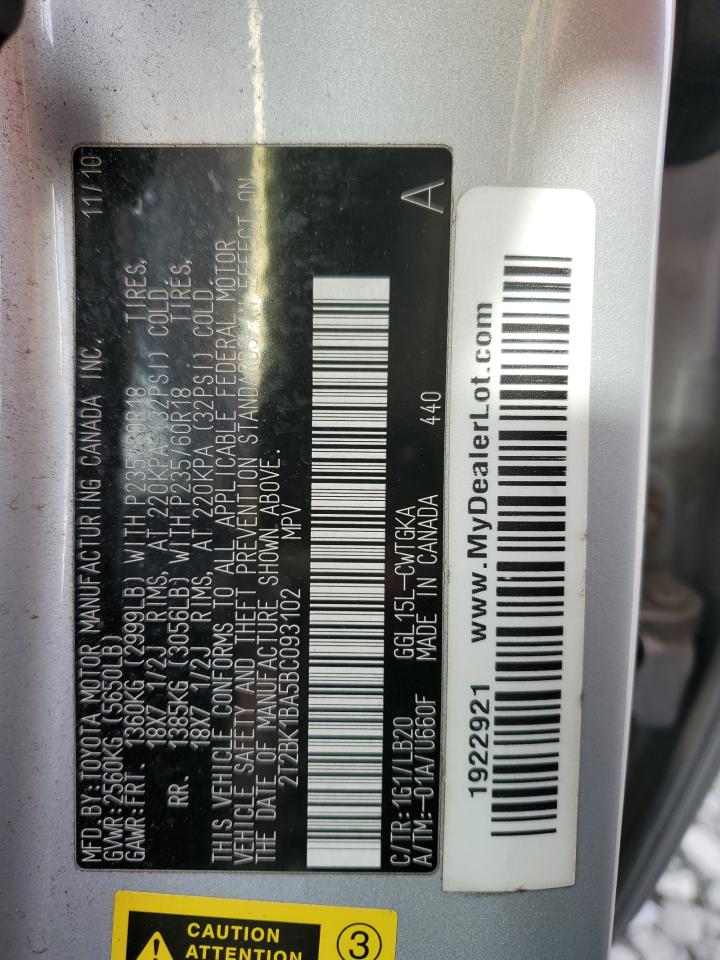 MFD. BY: TOYOTA MOTOR MANUFACTURING CANADA INC. 11/10
GVWR: 2560KG (5650LB)
GAWR: FRT. 1360KG (2999LB) WITH P235/60R18 TIRES,
18X7 1/2J RIMS, AT 220KPA (32PSI) COLD.
RR. 1385KG (3056LB) WITH P235/60R18 TIRES,
18X7 1/2J RIMS, AT 220KPA (32PSI) COLD.
THIS VEHICLE CONFORMS TO ALL APPLICABLE FEDERAL MOTOR
VEHICLE SAFETY AND THEFT PREVENTION STANDARDS IN EFFECT ON
THE DATE OF MANUFACTURE SHOWN ABOVE.
2T2BK1BA5BC093102 MPV
C/TR: 1G1/LB20 GGL15L-CWTGKA 440 A
A/TM: -01A/U660F MADE IN CANADA
1922921 www.MyDealerLot.com
CAUTION
ATTENTION
3